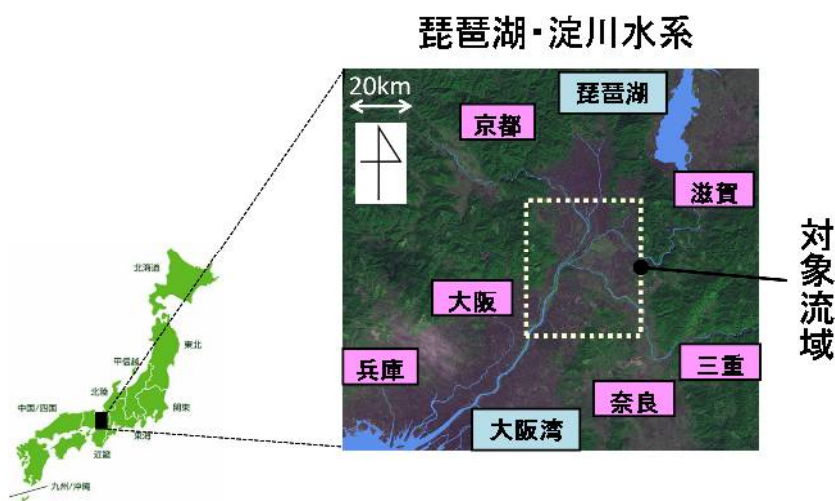 琵琶湖・淀川水系
20km
琵琶湖
京都
滋賀
対象流域
大阪
三重
兵庫
奈良
大阪湾
北海道
東北
甲信越
北陸
中国/四国
関東
東海
近畿
九州/沖縄